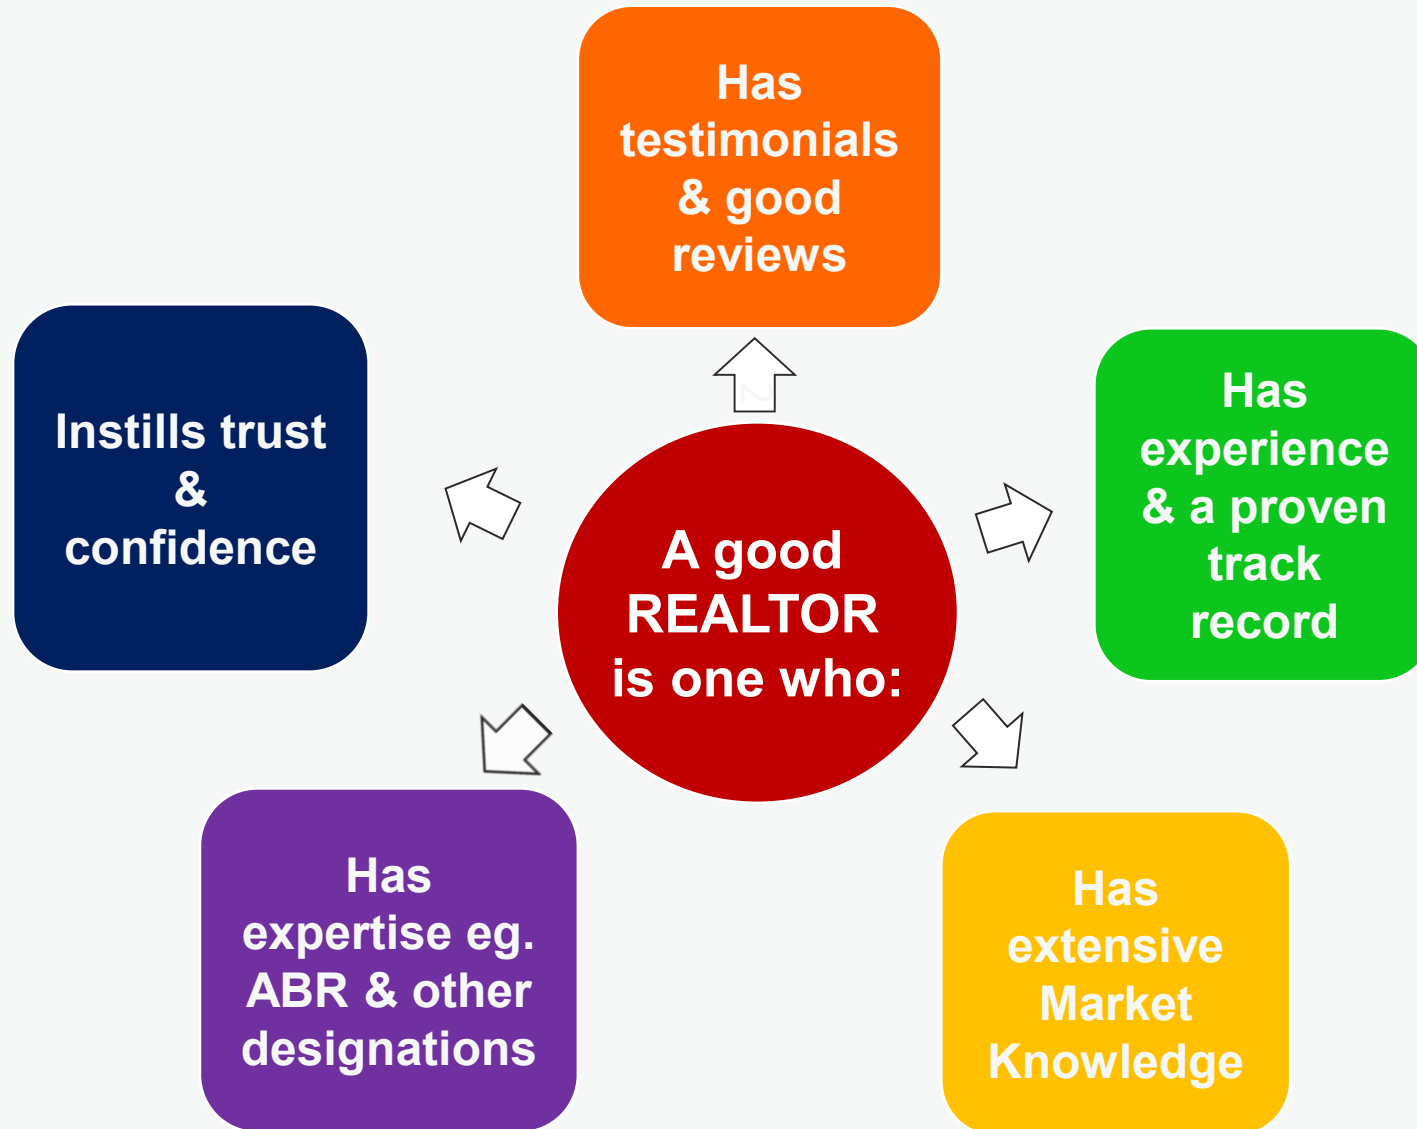 Has
testimonials
& good
reviews
Instills trust
&
confidence
Has
experience
& a proven
track
record
A good
REALTOR
is one who:
Has
expertise eg.
ABR & other
designations
Has
extensive
Market
Knowledge